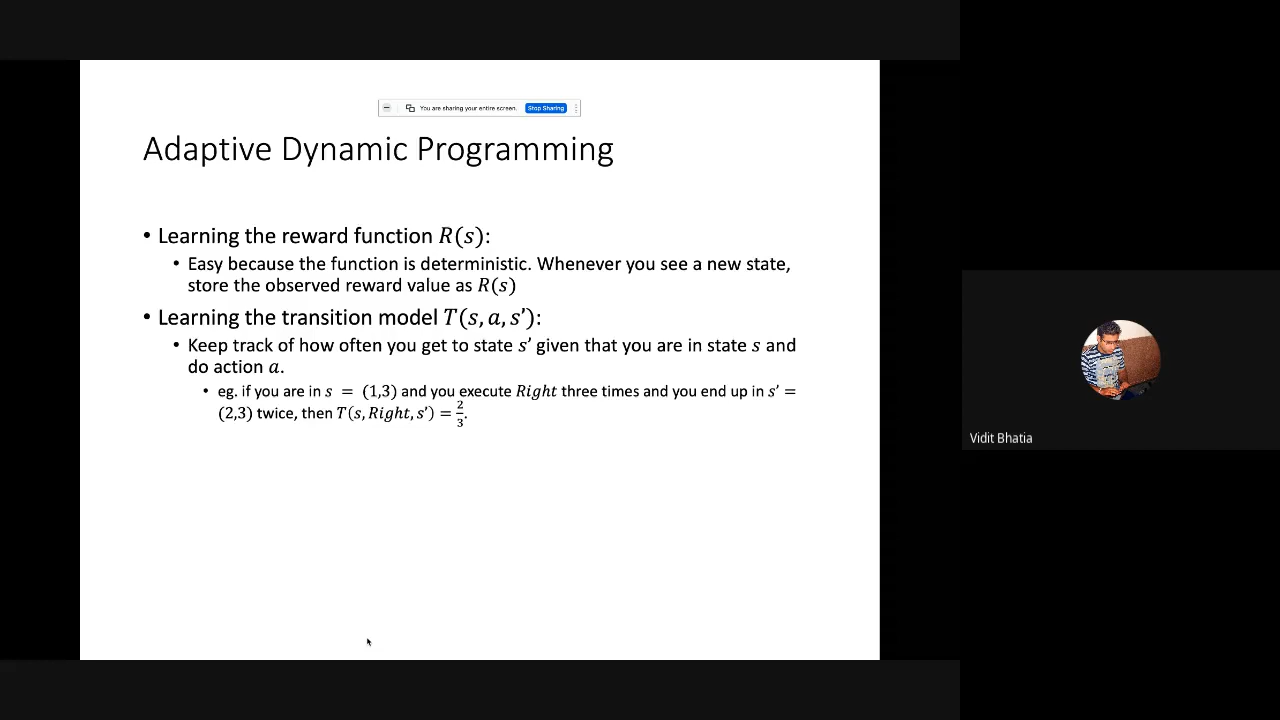 You are sharing your entire screen. Stop Sharing
Adaptive Dynamic Programming
• Learning the reward function R(s):
• Easy because the function is deterministic. Whenever you see a new state,
store the observed reward value as R(s)
• Learning the transition model T(s, a, s’):
• Keep track of how often you get to state s’ given that you are in state s and
do action a.
• eg. if you are in s = (1,3) and you execute Right three times and you end up in s’ =
(2,3) twice, then T(s, Right, s’) = 2/3.
Vidit Bhatia